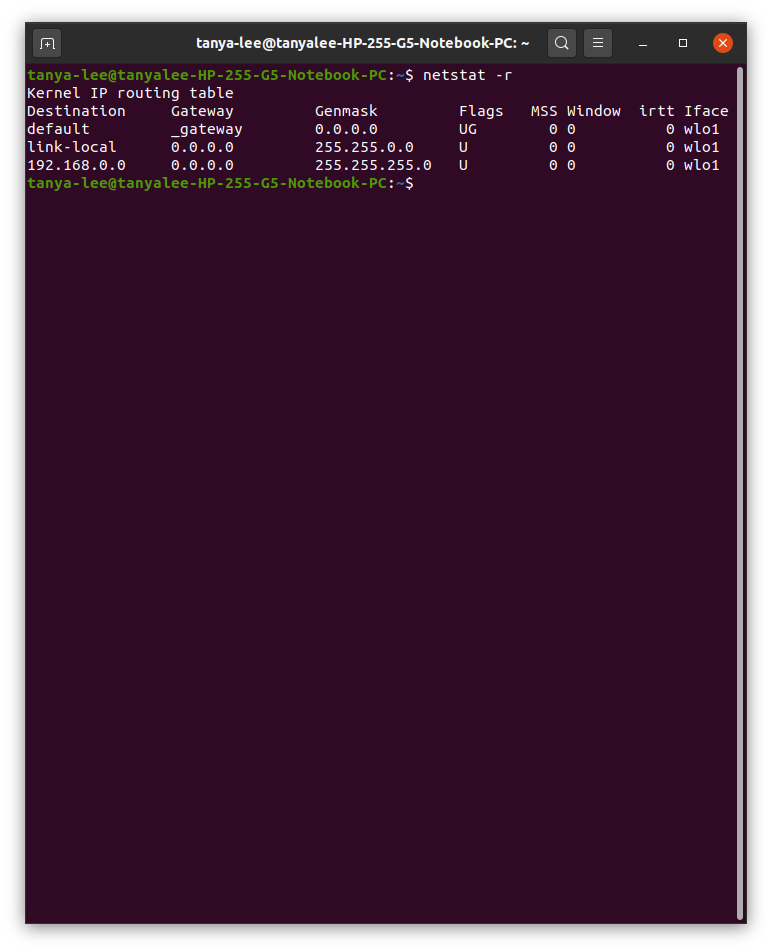 tanya-lee@tanyalee-HP-255-G5-Notebook-PC: ~
tanya-lee@tanyalee-HP-255-G5-Notebook-PC:~$ netstat -r
Kernel IP routing table
Destination     Gateway         Genmask         Flags   MSS Window  irtt Iface
default         _gateway        0.0.0.0         UG        0 0          0 wlo1
link-local      0.0.0.0         255.255.0.0     U         0 0          0 wlo1
192.168.0.0     0.0.0.0         255.255.255.0   U         0 0          0 wlo1
tanya-lee@tanyalee-HP-255-G5-Notebook-PC:~$